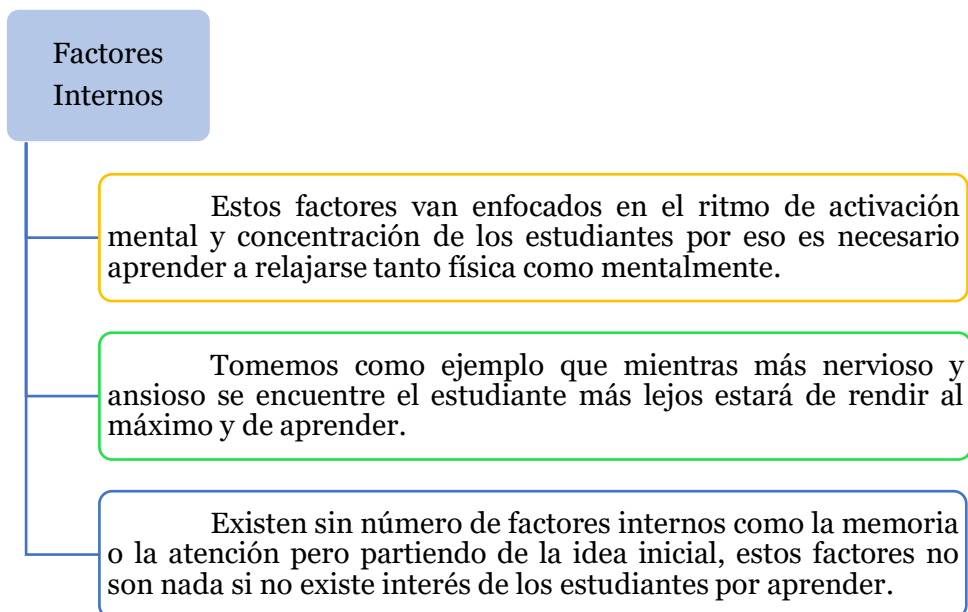 Factores
Internos
Estos factores van enfocados en el ritmo de activación
mental y concentración de los estudiantes por eso es necesario
aprender a relajarse tanto física como mentalmente.
Tomemos como ejemplo que mientras más nervioso y
ansioso se encuentre el estudiante más lejos estará de rendir al
máximo y de aprender.
Existen sin número de factores internos como la memoria
o la atención pero partiendo de la idea inicial, estos factores no
son nada si no existe interés de los estudiantes por aprender.